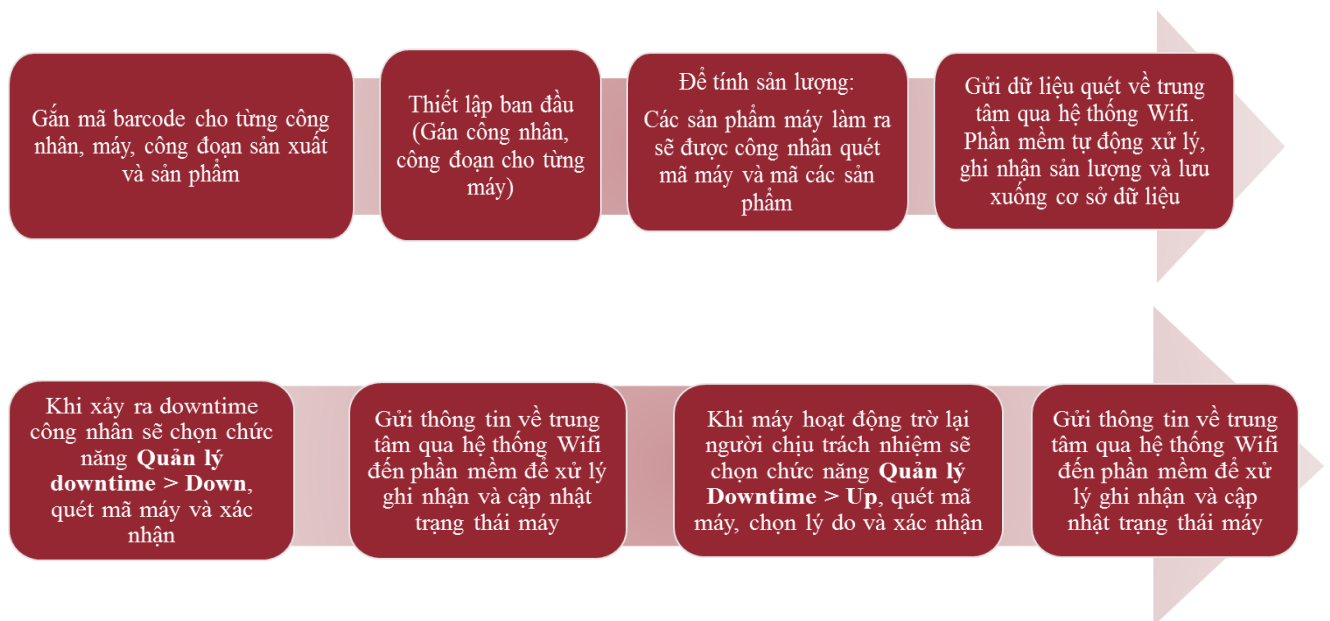 Gắn mã barcode cho từng công
nhân, máy, công đoạn sản xuất
và sản phẩm
Thiết lập ban đầu
(Gán công nhân,
công đoạn cho từng
máy)
Để tính sản lượng:
Các sản phẩm máy làm ra
sẽ được công nhân quét
mã máy và mã các sản
phẩm
Gửi dữ liệu quét về trung
tâm qua hệ thống Wifi.
Phần mềm tự động xử lý,
ghi nhận sản lượng và lưu
xuống cơ sở dữ liệu
Khi xảy ra downtime
công nhân sẽ chọn chức
năng Quản lý
downtime > Down,
quét mã máy và xác
nhận
Gửi thông tin về trung
tâm qua hệ thống Wifi
đến phần mềm để xử lý
ghi nhận và cập nhật
trạng thái máy
Khi máy hoạt động trở lại
người chịu trách nhiệm sẽ
chọn chức năng Quản lý
Downtime > Up, quét mã
máy, chọn lý do và xác nhận
Gửi thông tin về trung
tâm qua hệ thống Wifi
đến phần mềm để xử
lý ghi nhận và cập
nhật trạng thái máy